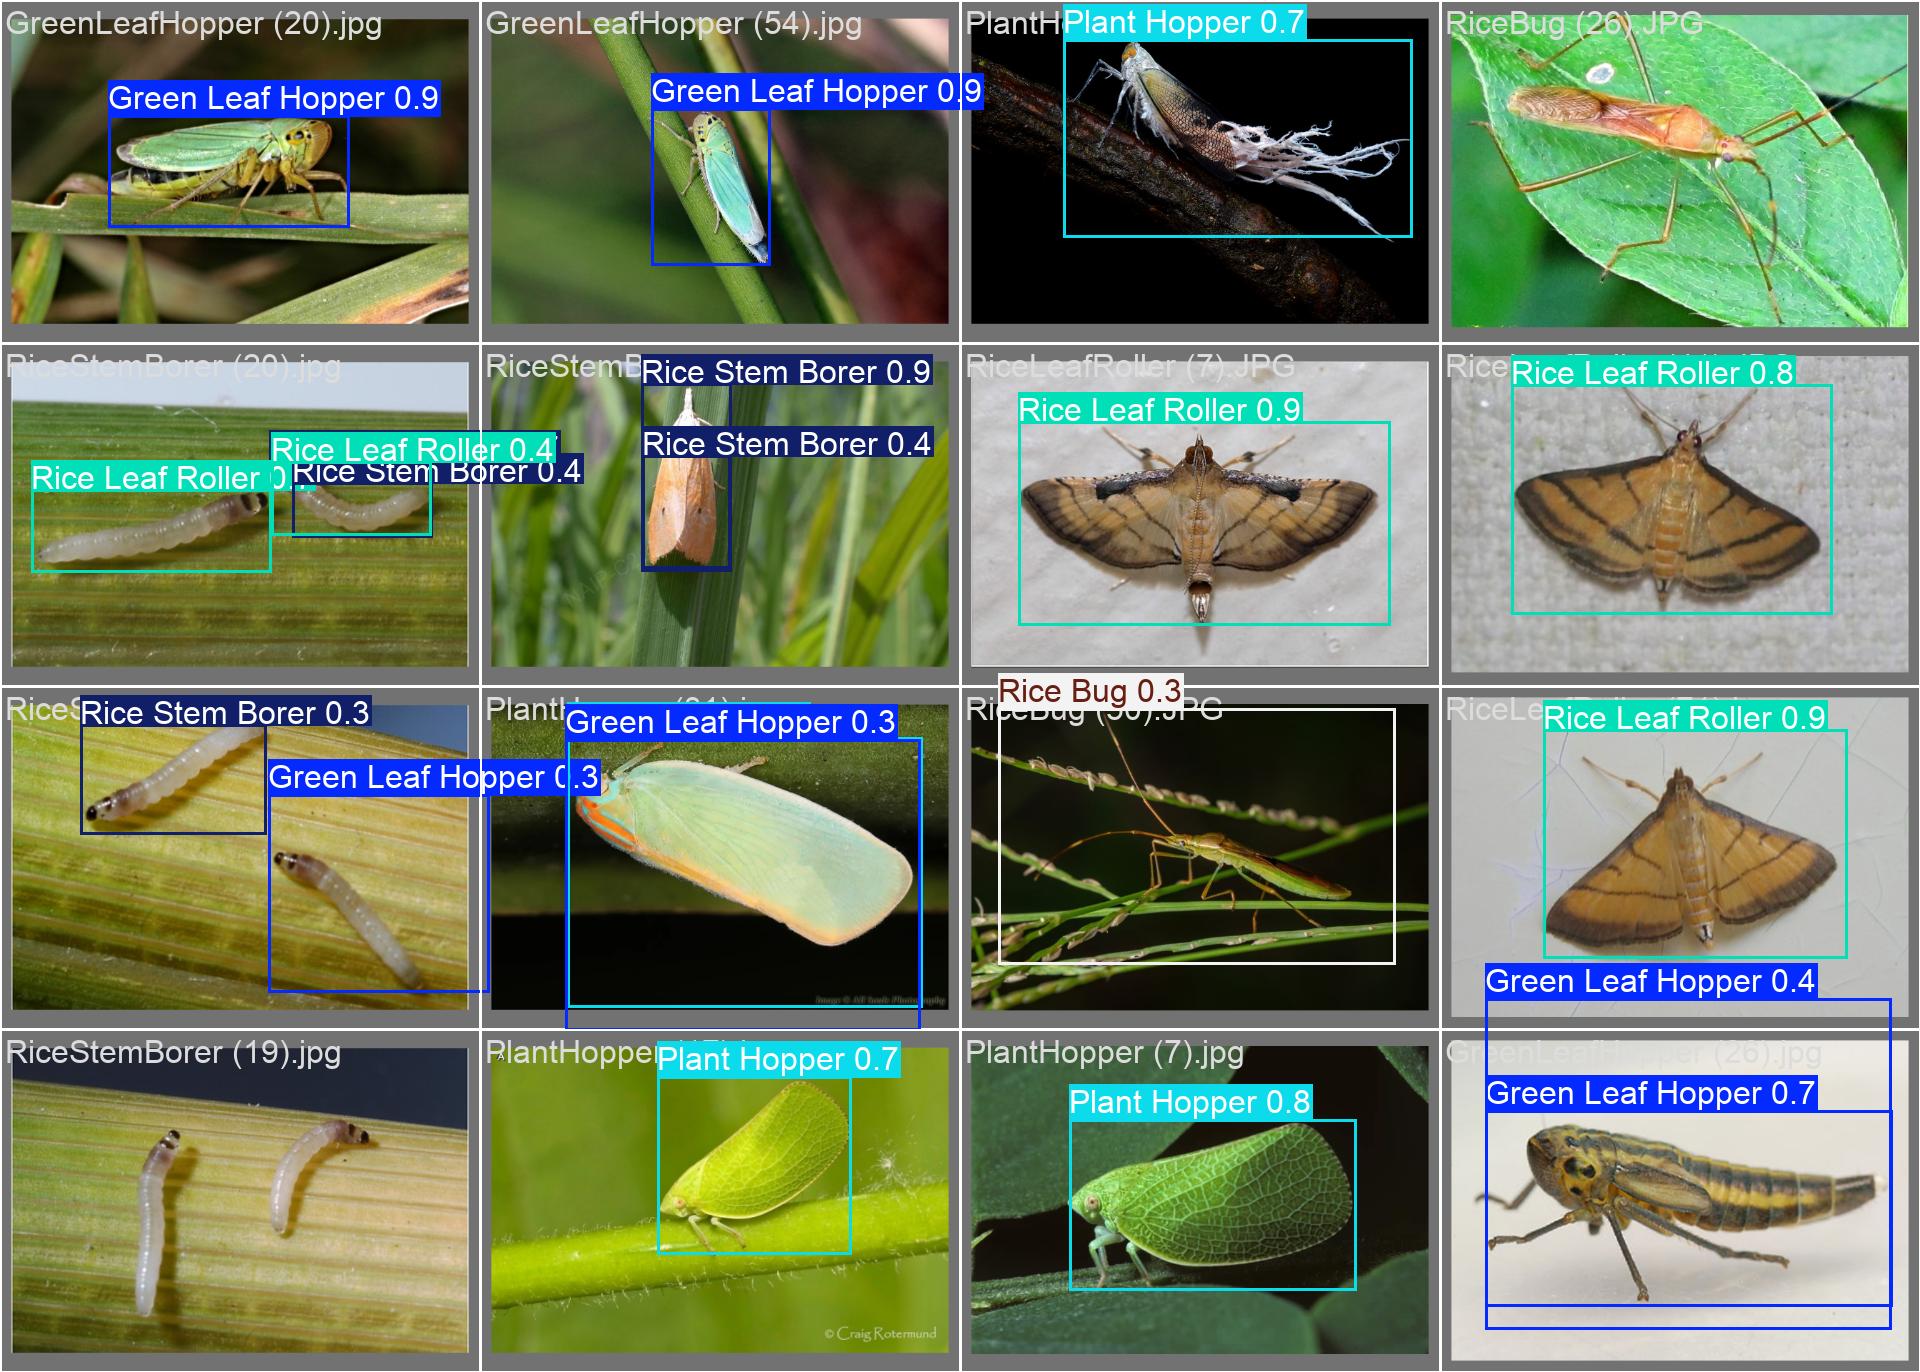 GreenLeafHopper (20).jpg
Green Leaf Hopper 0.9
GreenLeafHopper (54).jpg
Green Leaf Hopper 0.9
PlantH
Plant Hopper 0.7
RiceBug (26).JPG
RiceStemBorer (20).jpg
Rice Leaf Roller 0.4
Rice Leaf Roller 0.
Rice Stem Borer 0.4
RiceStemB
Rice Stem Borer 0.9
Rice Stem Borer 0.4
RiceLeafRoller (7).JPG
Rice Leaf Roller 0.9
Rice
Rice Leaf Roller 0.8
RiceS
Rice Stem Borer 0.3
Green Leaf Hopper 0.3
PlantH
Green Leaf Hopper 0.3
Rice Bug 0.3
RiceBug (50).JPG
RiceLe
Rice Leaf Roller 0.9
Green Leaf Hopper 0.4
RiceStemBorer (19).jpg
PlantHopper
Plant Hopper 0.7
© Craig Rotermund
PlantHopper (7).jpg
Plant Hopper 0.8
GreenLeafHopper (26).jpg
Green Leaf Hopper 0.7